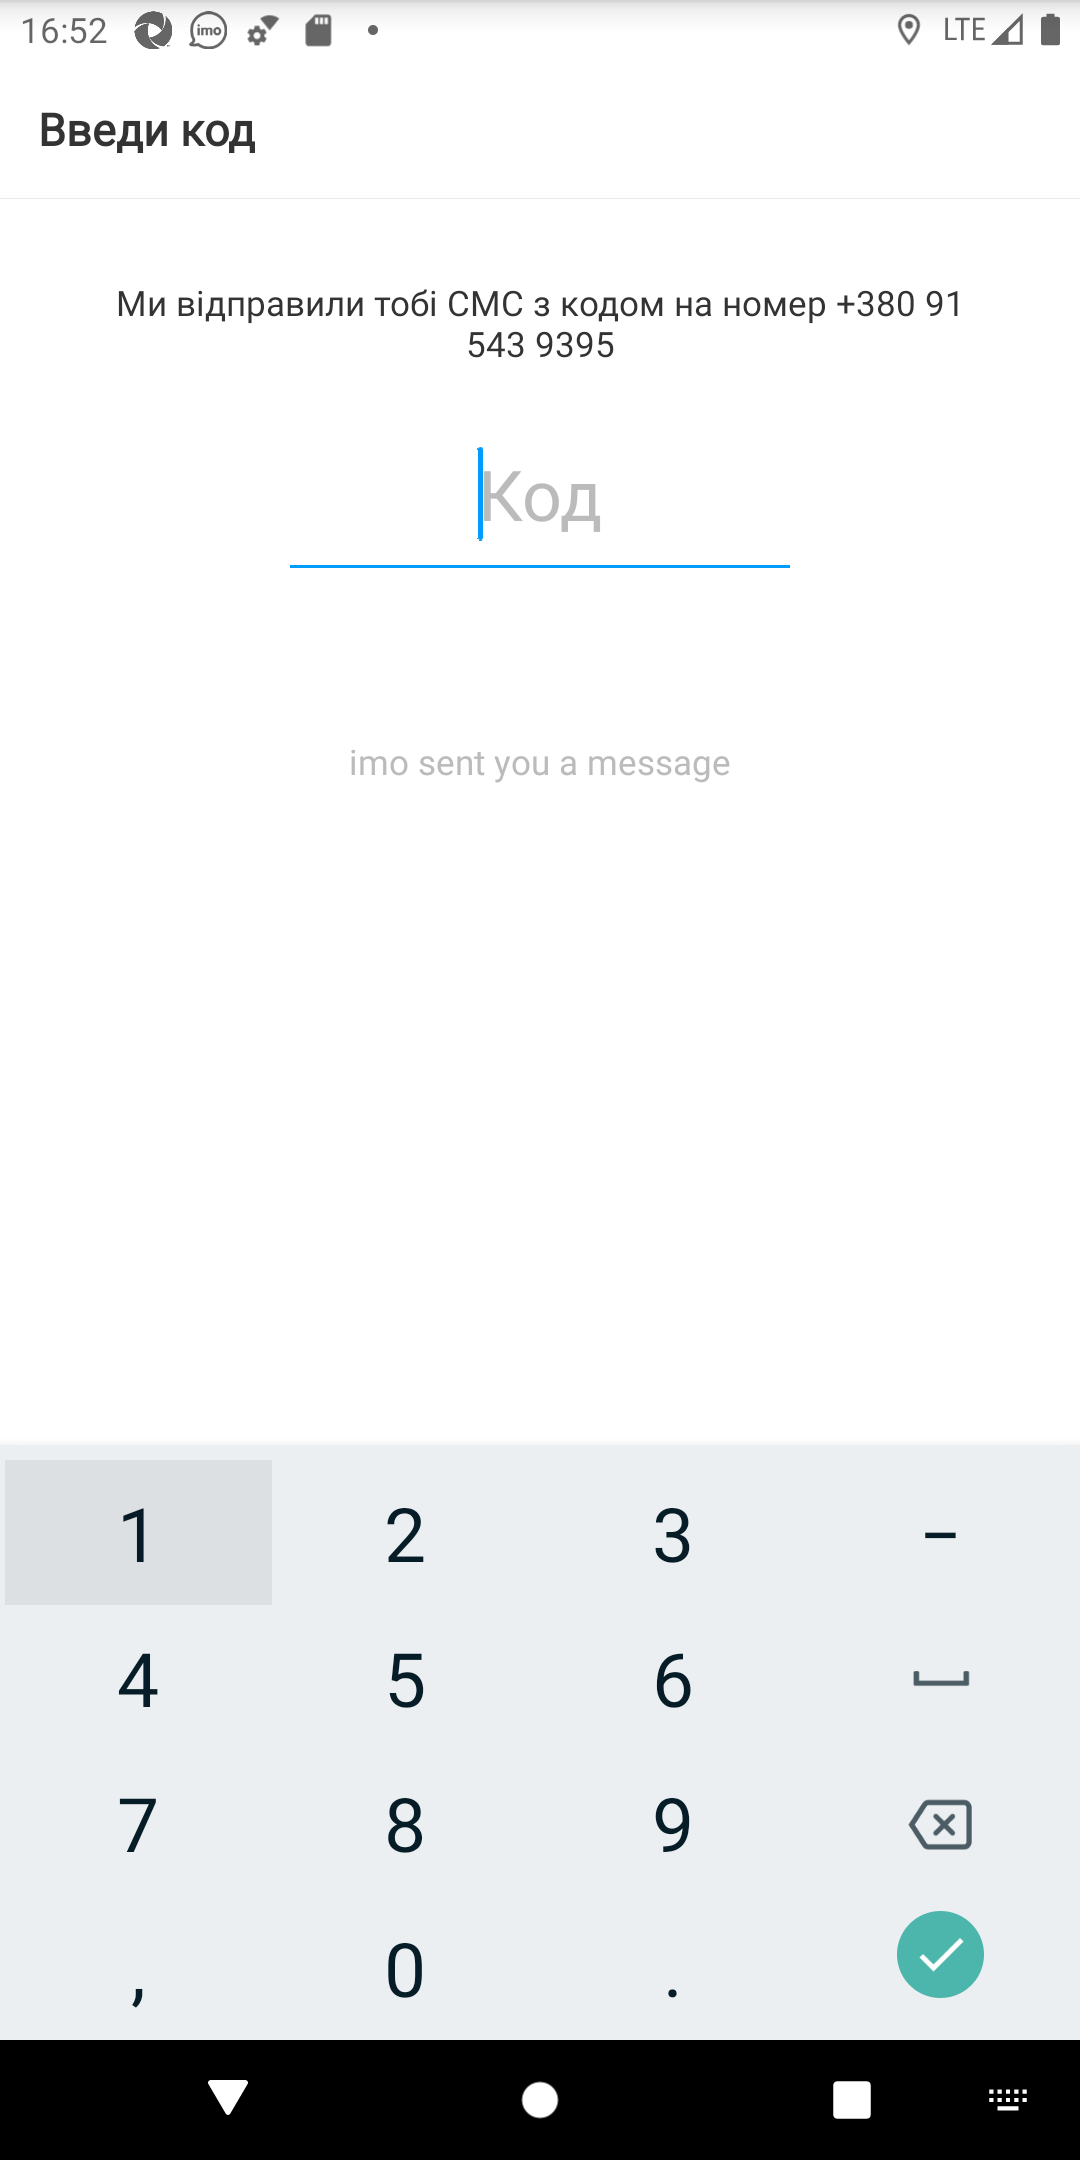 16:52 imo LTE
Введи код
Ми відправили тобі СМС з кодом на номер +380 91
543 9395
Код
imo sent you a message
1 2 3 –
4 5 6
7 8 9
, 0 .